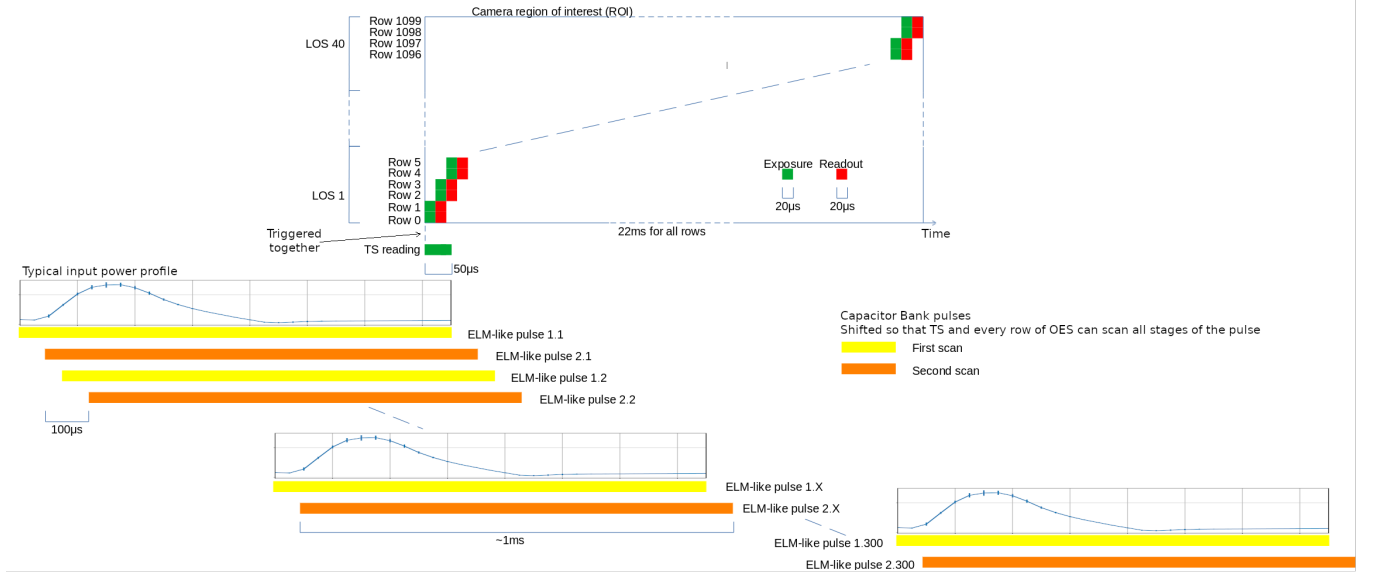 Camera region of interest (ROI)
Row 1099
Row 1098
LOS 40
Row 1097
Row 1096
Row 5
Row 4
Row 3
LOS 1
Row 2
Row 1
Row 0
Exposure
Readout
20µs
20µs
22ms for all rows
Time
Triggered
together
TS reading
50µs
Typical input power profile
ELM-like pulse 1.1
ELM-like pulse 2.1
ELM-like pulse 1.2
ELM-like pulse 2.2
100µs
Capacitor Bank pulses
Shifted so that TS and every row of OES can scan all stages of the pulse
First scan
Second scan
ELM-like pulse 1.X
ELM-like pulse 2.X
~1ms
ELM-like pulse 1.300
ELM-like pulse 2.300